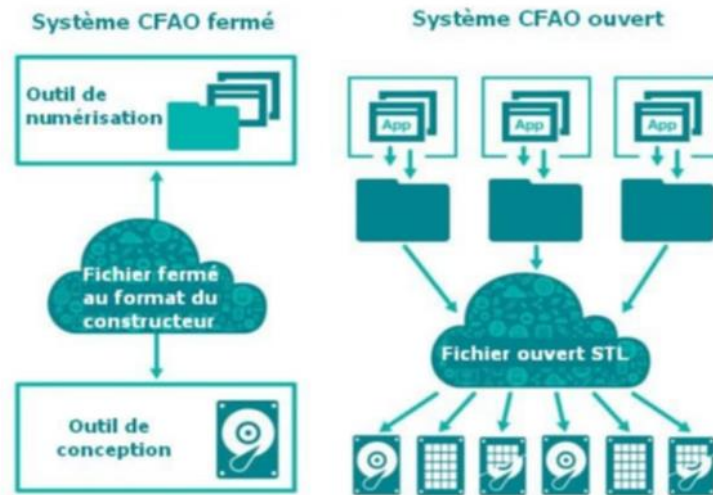 Système CFAO fermé
Outil de
numérisation
Fichier fermé
au format du
constructeur
Outil de
conception
Système CFAO ouvert
App
App
App
Fichier ouvert STL